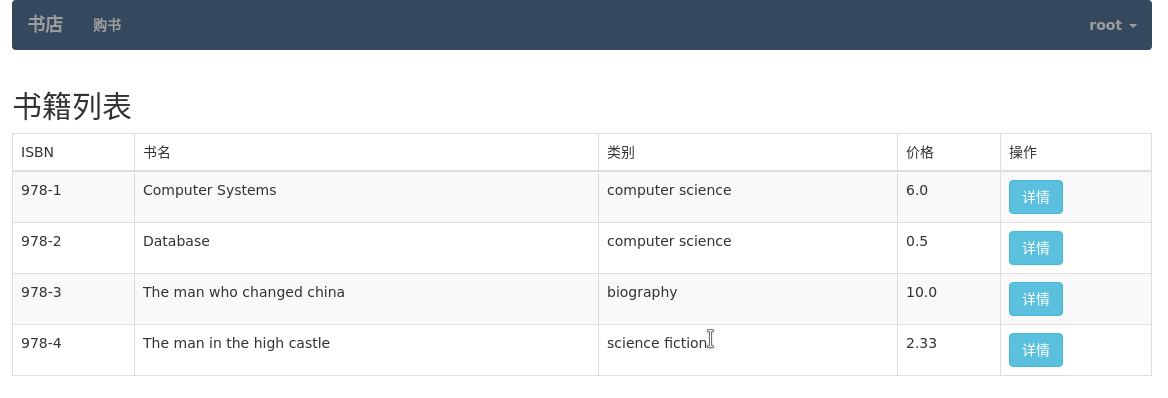 书店 购书 root
书籍列表
ISBN 书名 类别 价格 操作
978-1 Computer Systems computer science 6.0 详情
978-2 Database computer science 0.5 详情
978-3 The man who changed china biography 10.0 详情
978-4 The man in the high castle science fiction 2.33 详情